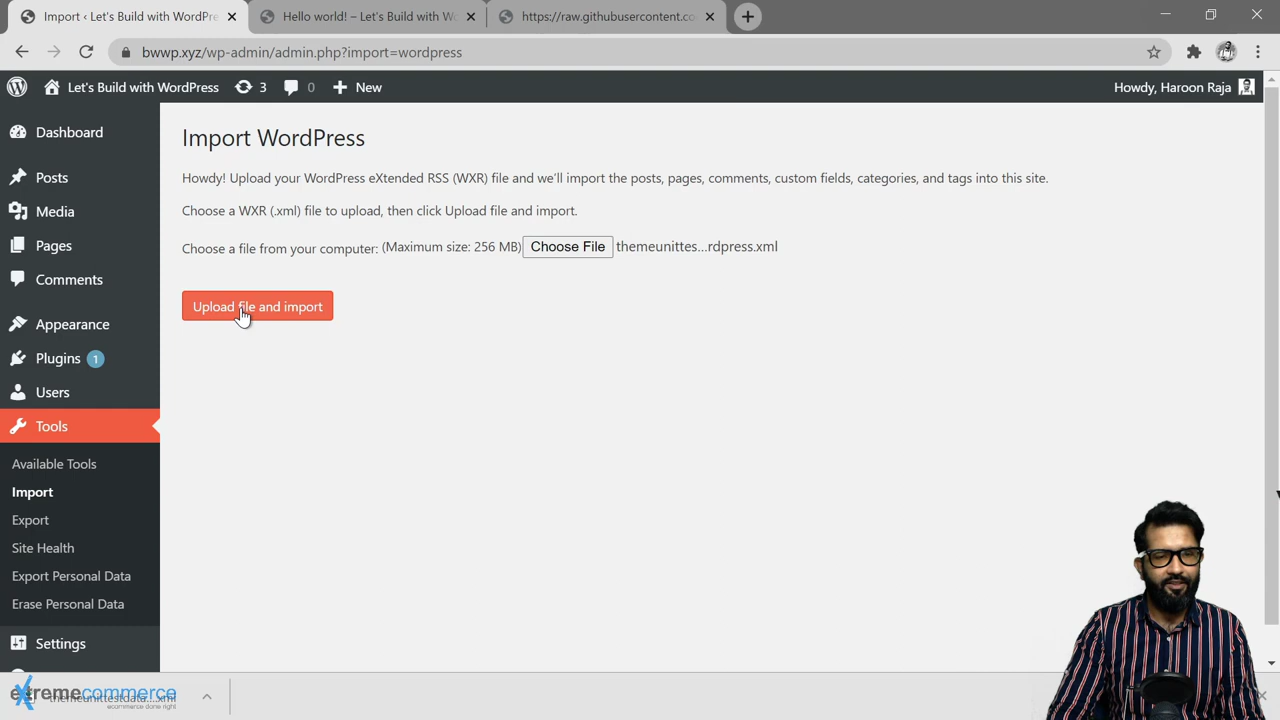 Import ‹ Let's Build with WordPre
Hello world! – Let's Build with Wo
https://raw.githubusercontent.co
bwwp.xyz/wp-admin/admin.php?import=wordpress
Let's Build with WordPress
3
0
New
Howdy, Haroon Raja
Dashboard
Posts
Media
Pages
Comments
Appearance
Plugins 1
Users
Tools
Available Tools
Import
Export
Site Health
Export Personal Data
Erase Personal Data
Settings
Import WordPress
Howdy! Upload your WordPress eXtended RSS (WXR) file and we'll import the posts, pages, comments, custom fields, categories, and tags into this site.
Choose a WXR (.xml) file to upload, then click Upload file and import.
Choose a file from your computer: (Maximum size: 256 MB) Choose File themeunittes...rdpress.xml
Upload file and import
extremecommerce
ecommerce done right
themeunittestdata....xml